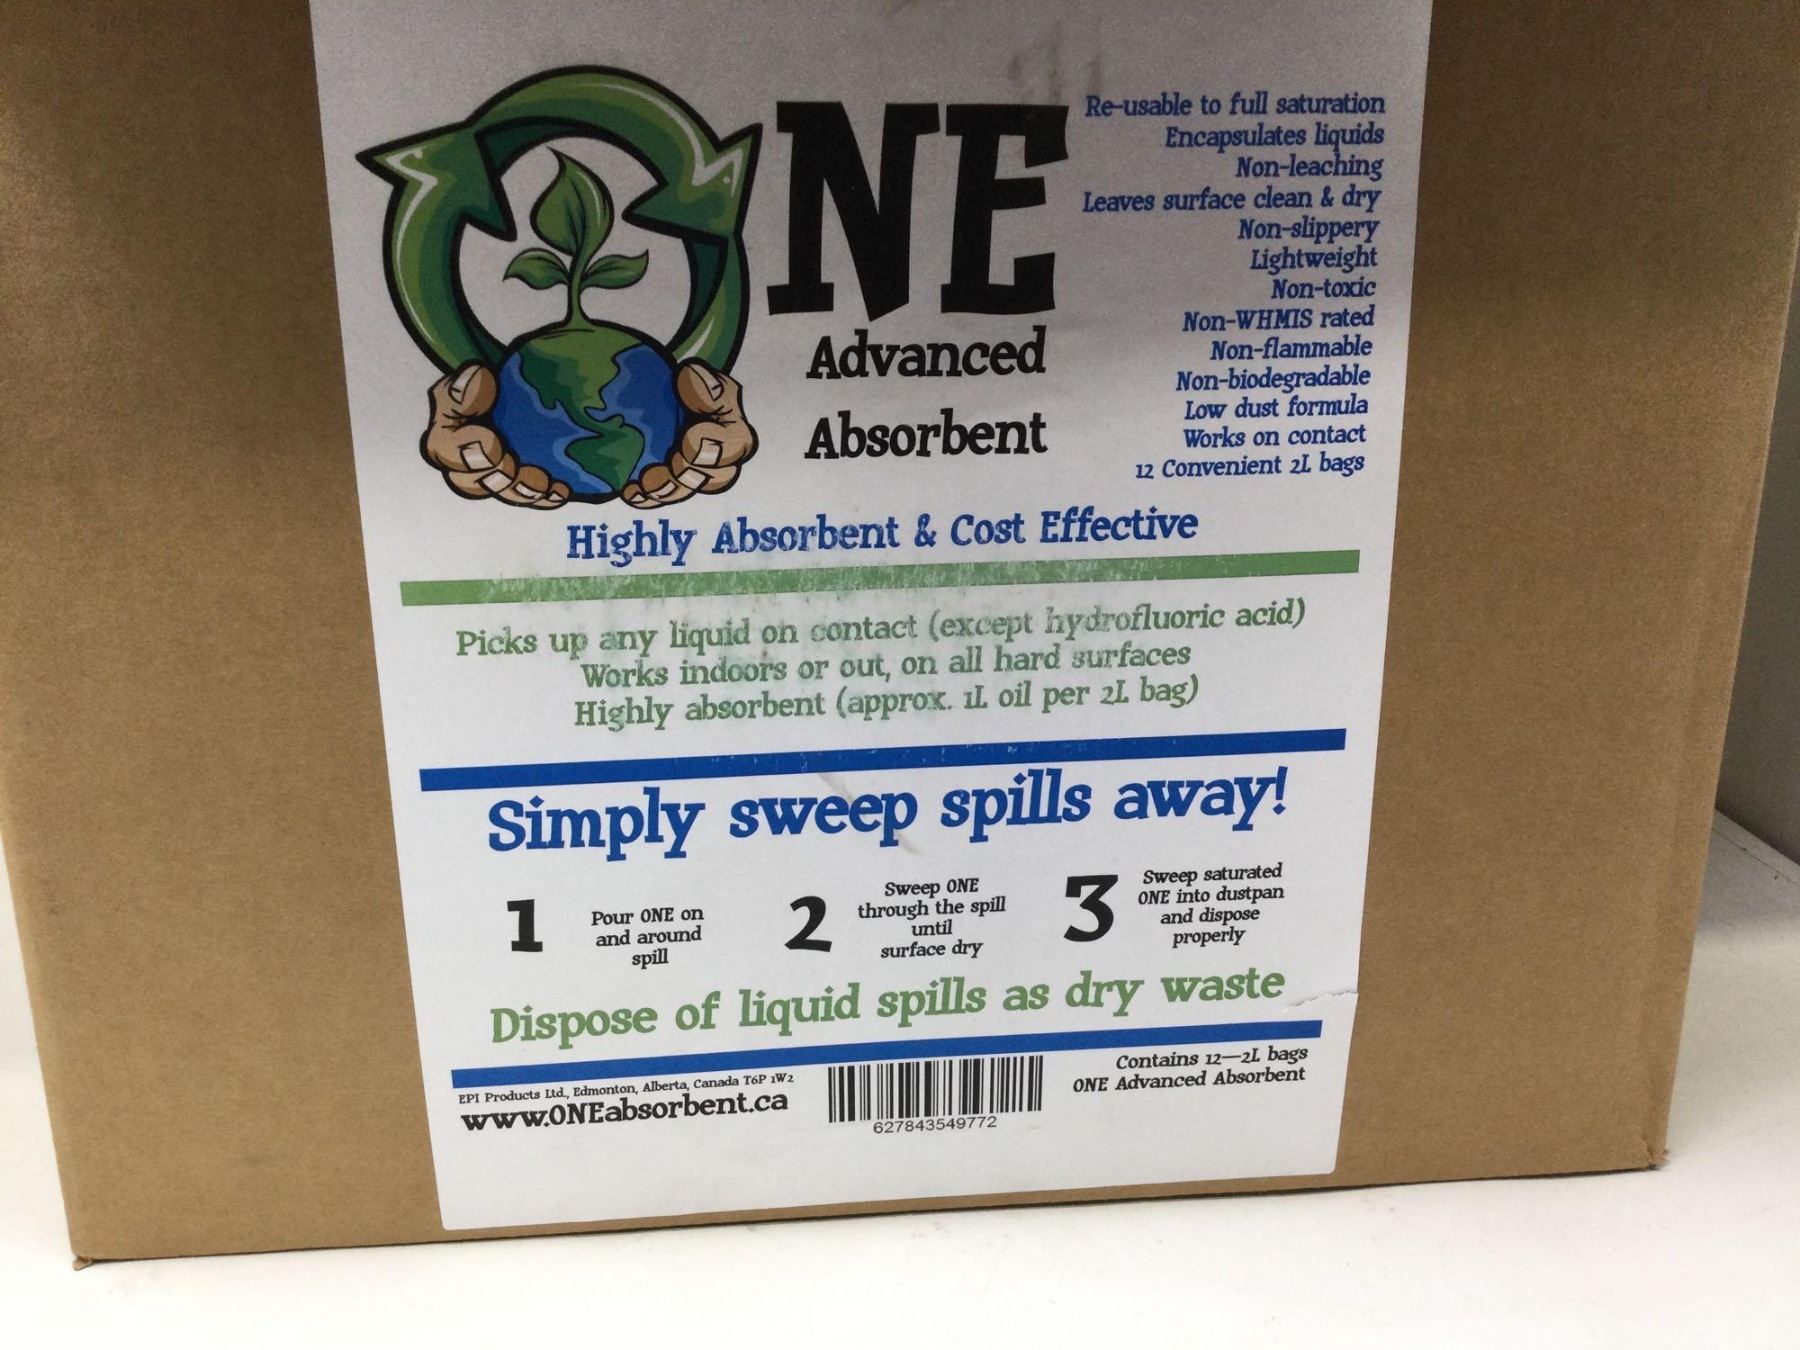 ONE
Advanced
Absorbent
Re-usable to full saturation
Encapsulates liquids
Non-leaching
Leaves surface clean & dry
Non-slippery
Lightweight
Non-toxic
Non-WHMIS rated
Non-flammable
Non-biodegradable
Low dust formula
Works on contact
12 Convenient 2L bags
Highly Absorbent & Cost Effective
Picks up any liquid on contact (except hydrofluoric acid)
Works indoors or out, on all hard surfaces
Highly absorbent (approx. 1L oil per 2L bag)
Simply sweep spills away!
1
Pour ONE on
and around
spill
2
Sweep ONE
through the spill
until
surface dry
3
Sweep saturated
ONE into dustpan
and dispose
properly
Dispose of liquid spills as dry waste
EPI Products Ltd., Edmonton, Alberta, Canada T6P 1W2
www.ONEabsorbent.ca
627843549772
Contains 12—2L bags
ONE Advanced Absorbent